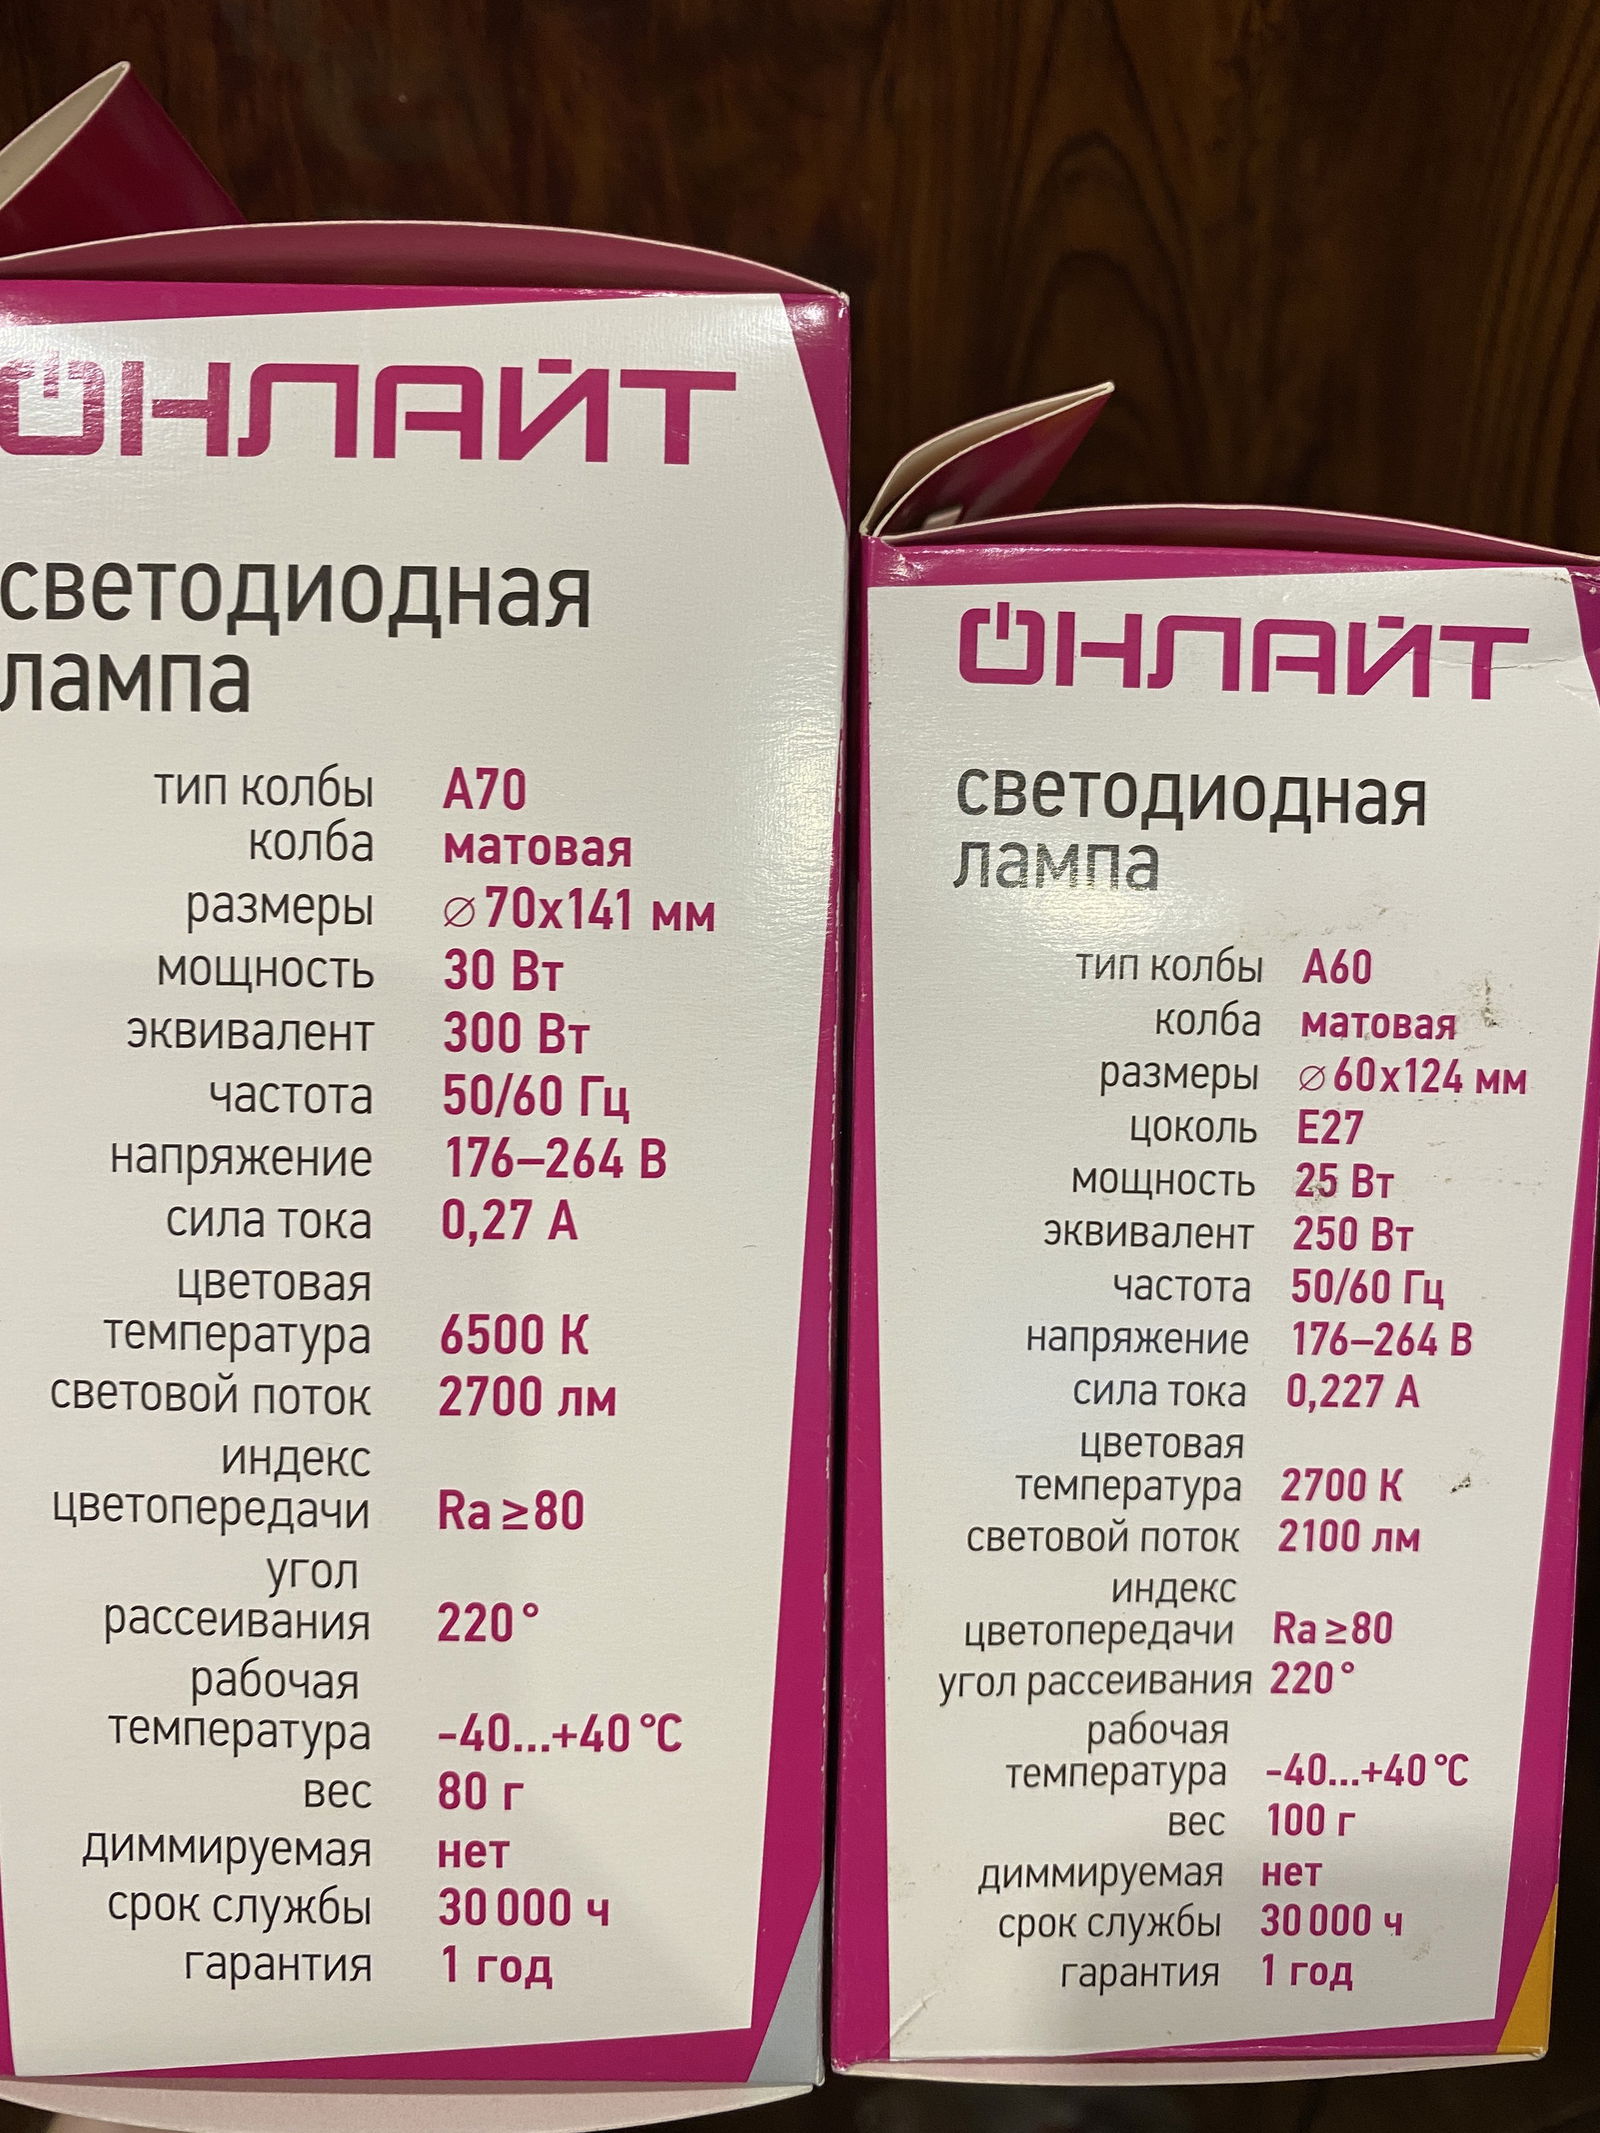 ОНЛАЙТ
светодиодная
лампа
тип колбы А70
колба матовая
размеры ⌀ 70х141 мм
мощность 30 Вт
эквивалент 300 Вт
частота 50/60 Гц
напряжение 176–264 В
сила тока 0,27 А
цветовая
температура 6500 К
световой поток 2700 лм
индекс
цветопередачи Ra ≥80
угол
рассеивания 220°
рабочая
температура -40...+40 °С
вес 80 г
диммируемая нет
срок службы 30 000 ч
гарантия 1 год
ОНЛАЙТ
светодиодная
лампа
тип колбы А60
колба матовая
размеры ⌀ 60х124 мм
цоколь Е27
мощность 25 Вт
эквивалент 250 Вт
частота 50/60 Гц
напряжение 176–264 В
сила тока 0,227 А
цветовая
температура 2700 К
световой поток 2100 лм
индекс
цветопередачи Ra ≥80
угол рассеивания 220°
рабочая
температура -40...+40 °С
вес 100 г
диммируемая нет
срок службы 30 000 ч
гарантия 1 год